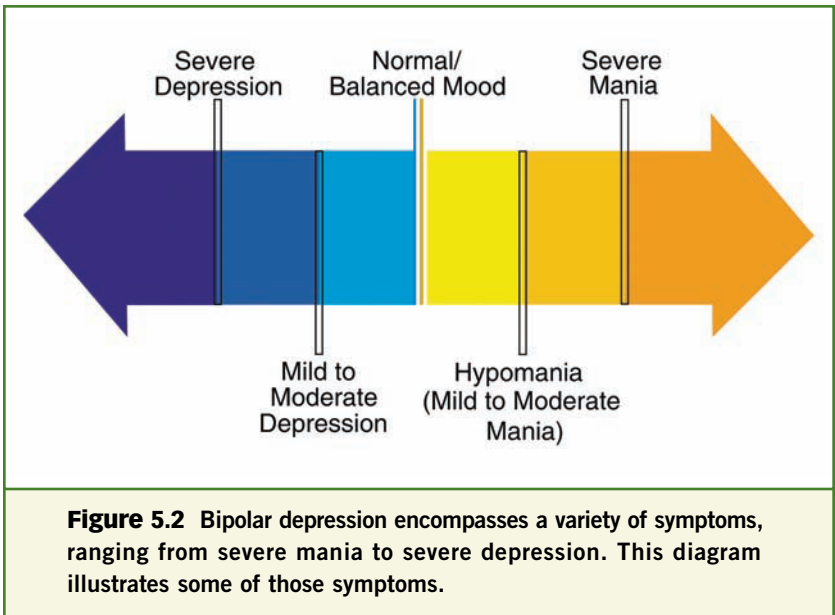 Severe
Depression
Normal/
Balanced Mood
Severe
Mania
Mild to
Moderate
Depression
Hypomania
(Mild to Moderate
Mania)
Figure 5.2 Bipolar depression encompasses a variety of symptoms,
ranging from severe mania to severe depression. This diagram
illustrates some of those symptoms.